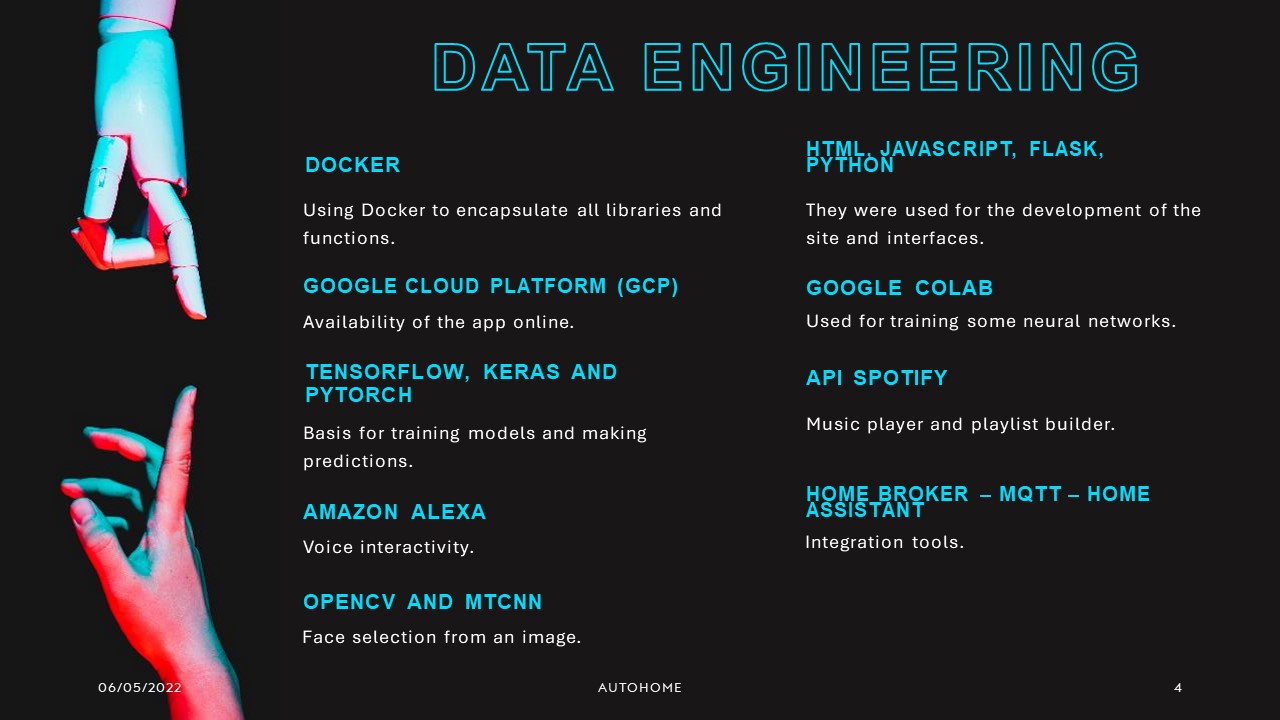 DATA ENGINEERING
DOCKER
Using Docker to encapsulate all libraries and
functions.
GOOGLE CLOUD PLATFORM (GCP)
Availability of the app online.
TENSORFLOW, KERAS AND
PYTORCH
Basis for training models and making
predictions.
AMAZON ALEXA
Voice interactivity.
OPENCV AND MTCNN
Face selection from an image.
HTML, JAVASCRIPT, FLASK,
PYTHON
They were used for the development of the
site and interfaces.
GOOGLE COLAB
Used for training some neural networks.
API SPOTIFY
Music player and playlist builder.
HOME BROKER – MQTT – HOME
ASSISTANT
Integration tools.
06/05/2022
AUTOHOME
4